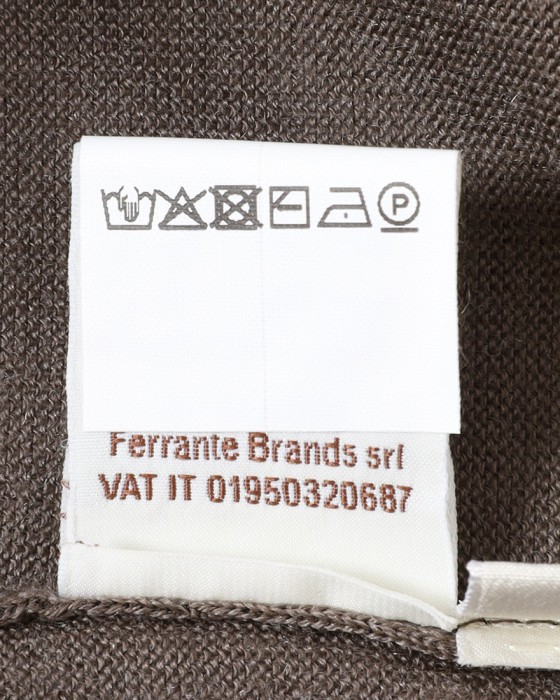 P
Ferrante Brands srl
VAT IT 01950320687